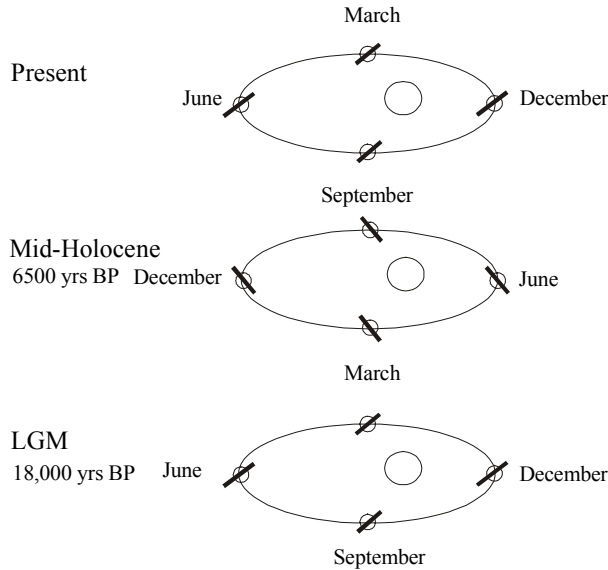 March
Present
June
December
September
Mid-Holocene
6500 yrs BP
December
June
March
LGM
18,000 yrs BP
June
December
September